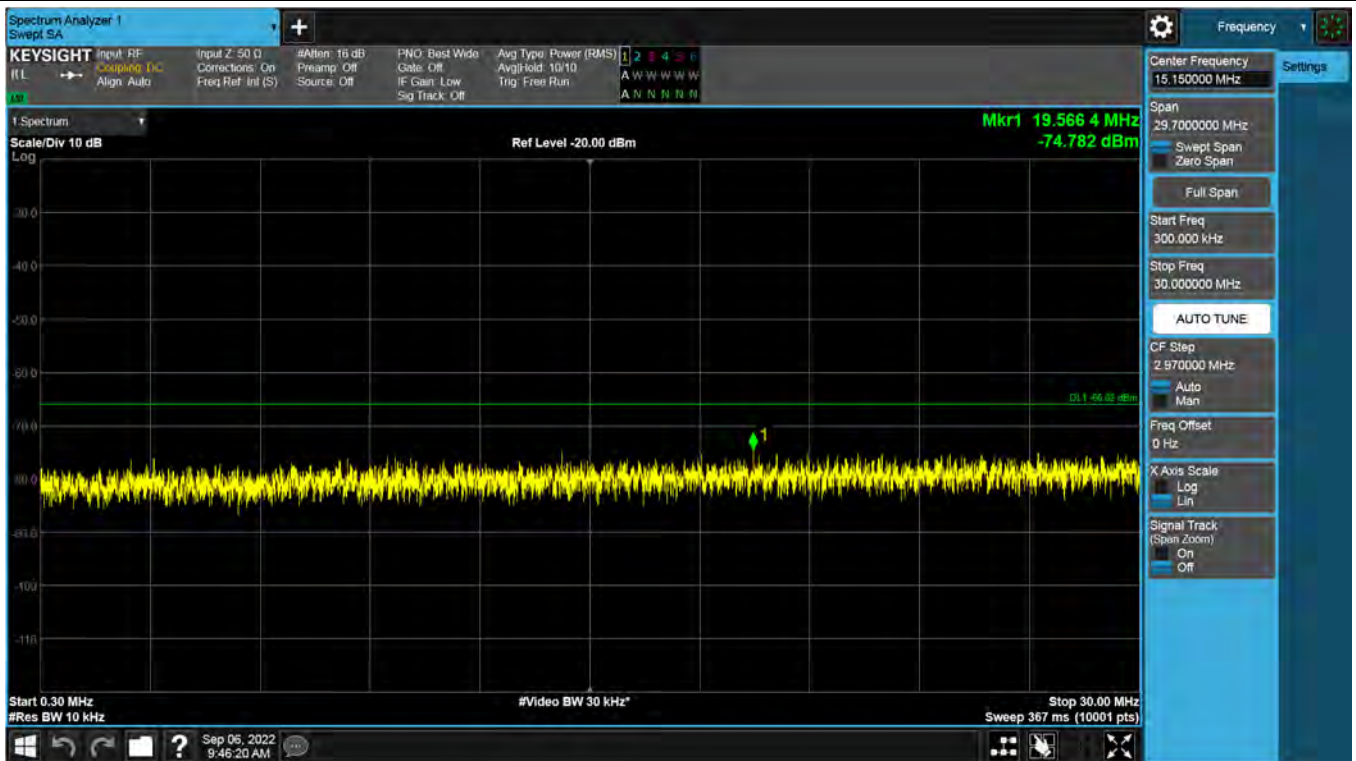 Spectrum Analyzer 1
Swept SA
+
Frequency
KEYSIGHT
RL
Input: RF
Coupling: DC
Align: Auto
Input Z: 50 Ω
Corrections: On
Freq Ref: Int (S)
#Atten: 16 dB
Preamp: Off
Source: Off
PNO: Best Wide
Gate: Off
IF Gain: Low
Sig Track: Off
Avg Type: Power (RMS)
Avg|Hold: 10/10
Trig: Free Run
1 2 3 4 5 6
A W W W W W
A N N N N N
Center Frequency
15.150000 MHz
Settings
Span
29.7000000 MHz
Swept Span
Zero Span
Full Span
Start Freq
300.000 kHz
Stop Freq
30.000000 MHz
AUTO TUNE
CF Step
2.970000 MHz
Auto
Man
Freq Offset
0 Hz
X Axis Scale
Log
Lin
Signal Track
(Span Zoom)
On
Off
1 Spectrum
Scale/Div 10 dB
Log
Ref Level -20.00 dBm
Mkr1 19.566 4 MHz
-74.782 dBm
-30.0
-40.0
-50.0
-60.0
-70.0
-80.0
-90.0
-100
-110
1
Start 0.30 MHz
#Res BW 10 kHz
#Video BW 30 kHz*
Stop 30.00 MHz
Sweep 367 ms (10001 pts)
?
Sep 06, 2022
9:46:20 AM